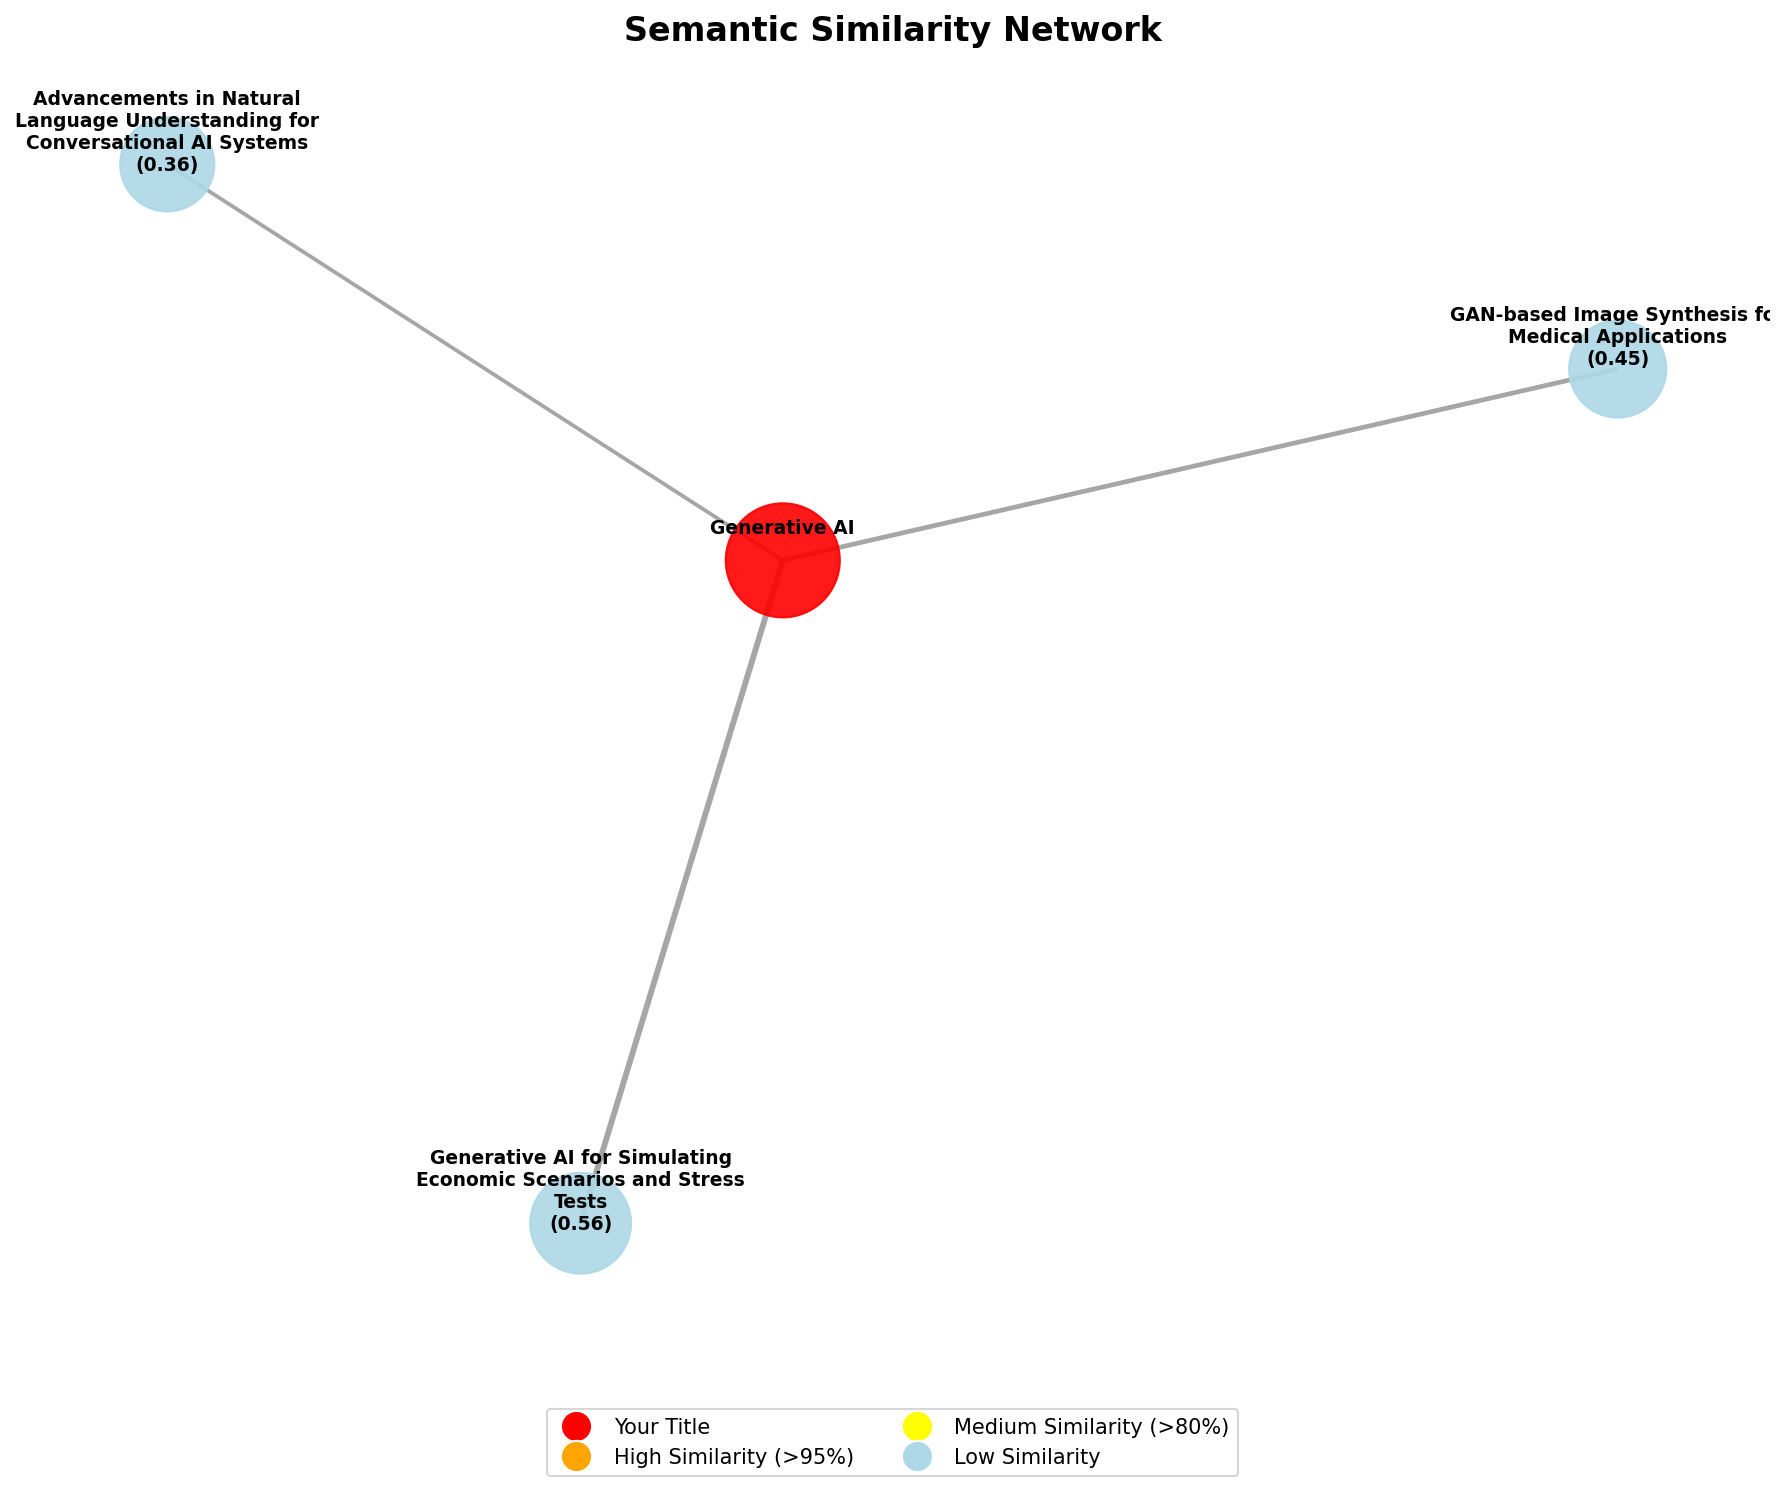 Semantic Similarity Network
Advancements in Natural
Language Understanding for
Conversational AI Systems
(0.36)
GAN-based Image Synthesis fo
Medical Applications
(0.45)
Generative AI
Generative AI for Simulating
Economic Scenarios and Stress
Tests
(0.56)
Your Title
High Similarity (>95%)
Medium Similarity (>80%)
Low Similarity